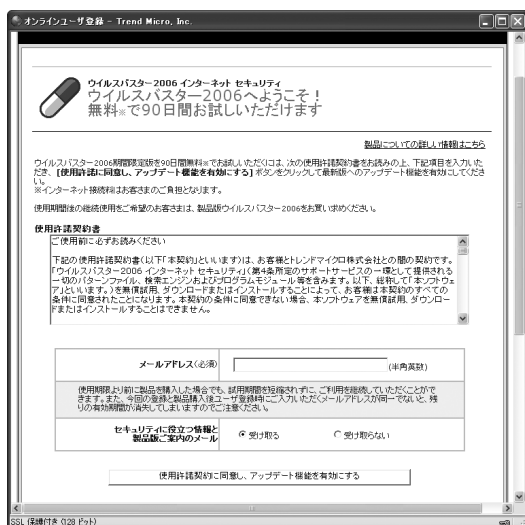 オンラインユーザ登録 - Trend Micro, Inc.
ウイルスバスター2006 インターネット セキュリティ
ウイルスバスター2006へようこそ！
無料※で90日間お試しいただけます
製品についての詳しい情報はこちら
ウイルスバスター2006期間限定版を90日間無料※でお試しいただくには、次の使用許諾契約書をお読みの上、下記項目を入力いた
だき、[使用許諾に同意し、アップデート機能を有効にする] ボタンをクリックして最新版へのアップデート機能を有効にしてくださ
い。
※インターネット接続料はお客さまのご負担となります。
使用期間後の継続使用をご希望のお客さまは、製品版ウイルスバスター2006をお買い求めください。
使用許諾契約書
ご使用前に必ずお読みください
下記の使用許諾契約書(以下「本契約」といいます)は、お客様とトレンドマイクロ株式会社との間の契約です。
「ウイルスバスター2006 インターネット セキュリティ」(第4条所定のサポートサービスの一環として提供される
一切のパターンファイル、検索エンジンおよびプログラムモジュール等を含みます。以下、総称して「本ソフトウェ
ア」といいます。)を無償試用、ダウンロードまたはインストールすることによって、お客様は本契約のすべての
条件に同意されたことになります。本契約の条件に同意できない場合、本ソフトウェアを無償試用、ダウンロー
ドまたはインストールすることはできません。
メールアドレス(必須) (半角英数)
使用期限より前に製品を購入した場合でも、試用期間を短縮されずに、ご利用を継続していただくことがで
きます。また、今回の登録と製品購入後ユーザ登録時にご入力いただくメールアドレスが同一でないと、残
りの有効期間が消失してしまいますのでご注意ください。
セキュリティに役立つ情報と
製品版ご案内のメール 受け取る 受け取らない
使用許諾契約に同意し、アップデート機能を有効にする
SSL 保護付き (128 ビット)